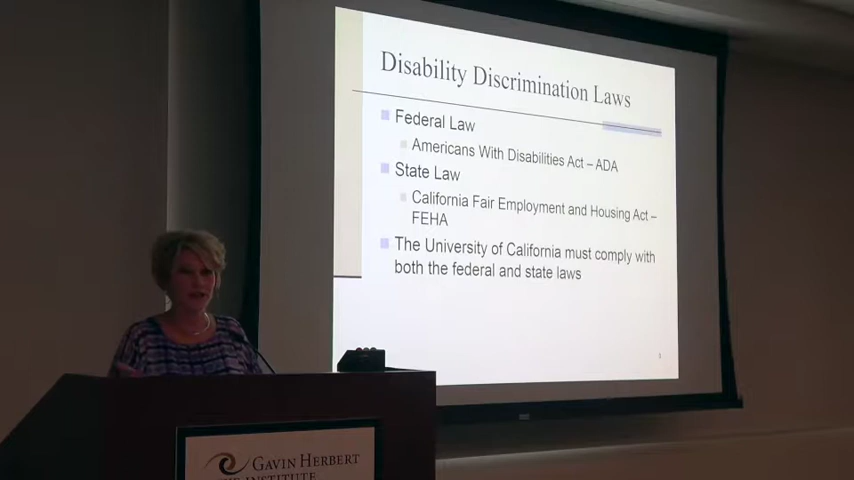 Disability Discrimination Laws
Federal Law
Americans With Disabilities Act – ADA
State Law
California Fair Employment and Housing Act –
FEHA
The University of California must comply with
both the federal and state laws
GAVIN HERBERT
INSTITUTE